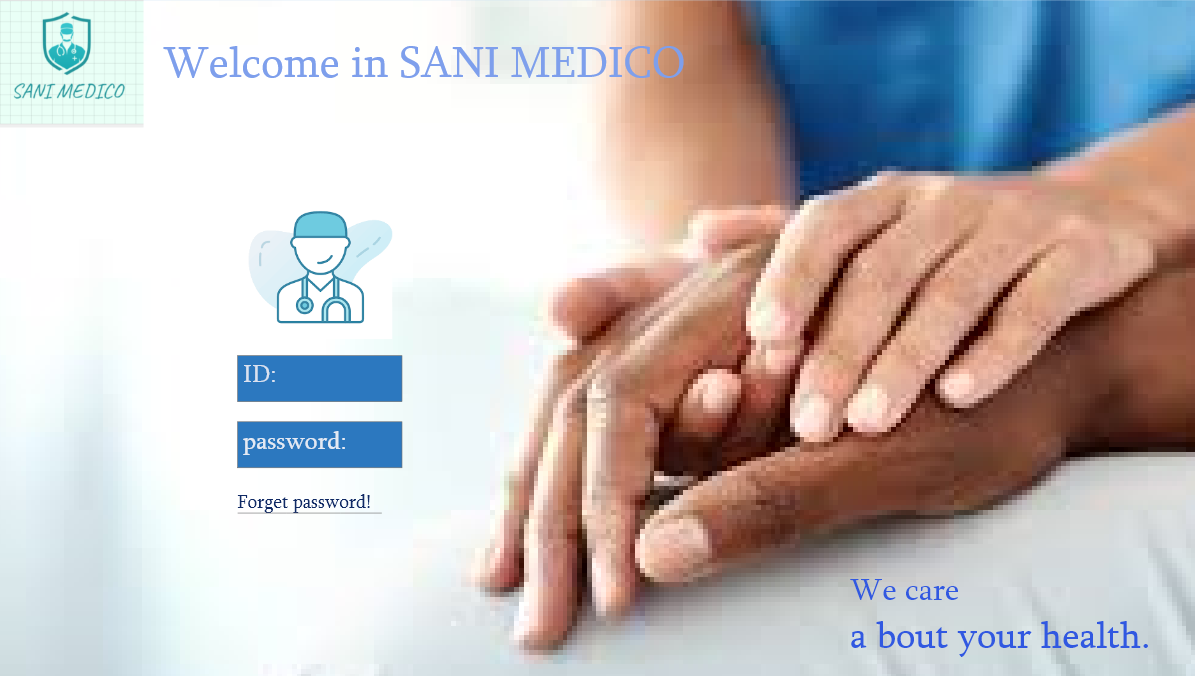 SANI MEDICO
Welcome in SANI MEDICO
ID:
password:
Forget password!
We care
a bout your health.